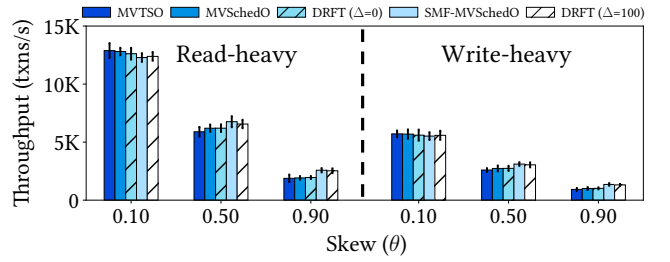 MVTSO MVSchedO DRFT (Δ=0) SMF-MVSchedO DRFT (Δ=100)
Throughput (txns/s)
15K
10K
5K
0
Read-heavy Write-heavy
0.10 0.50 0.90 0.10 0.50 0.90
Skew (θ)